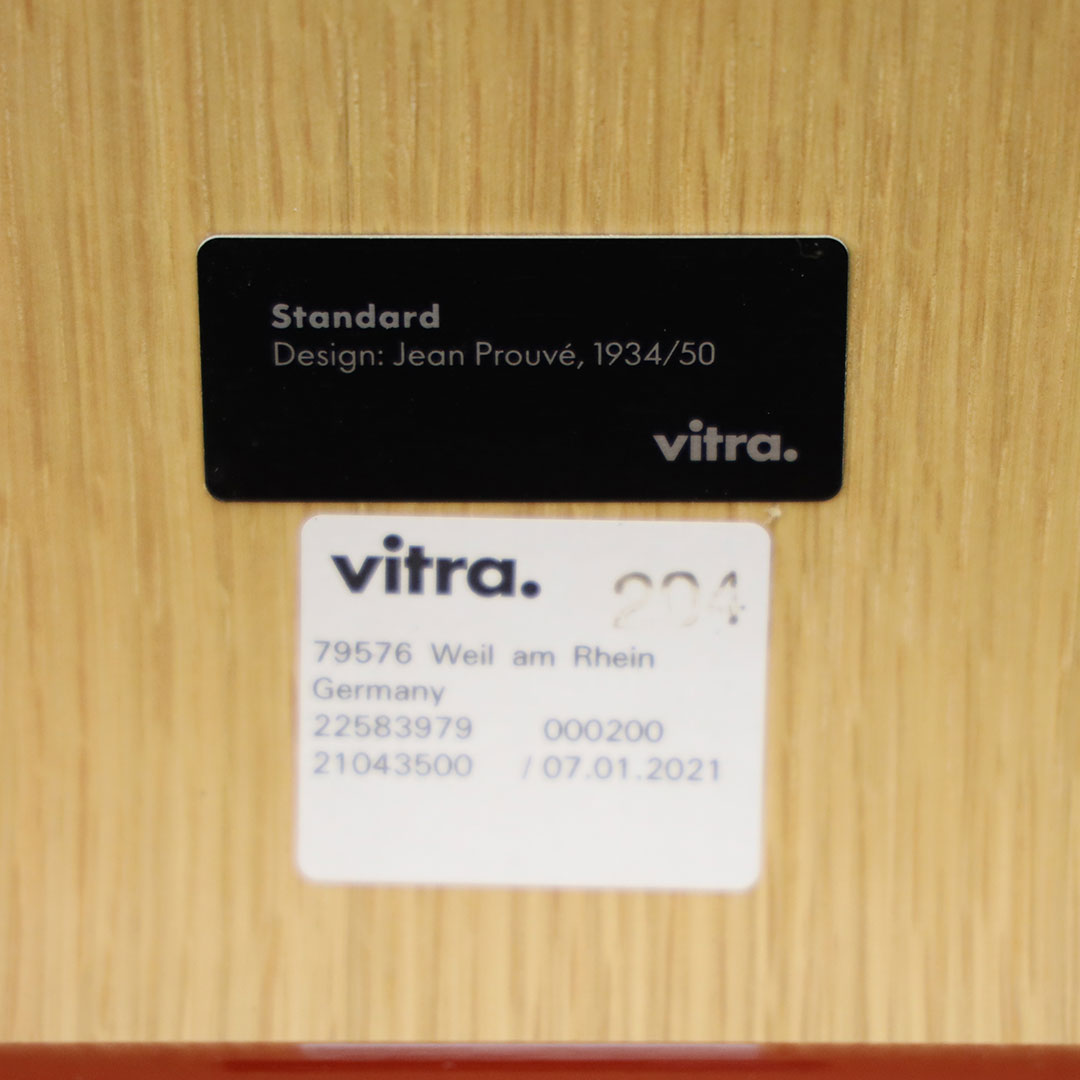 Standard
Design: Jean Prouvé, 1934/50
vitra.
vitra. 204
79576 Weil am Rhein
Germany
22583979 000200
21043500 / 07.01.2021